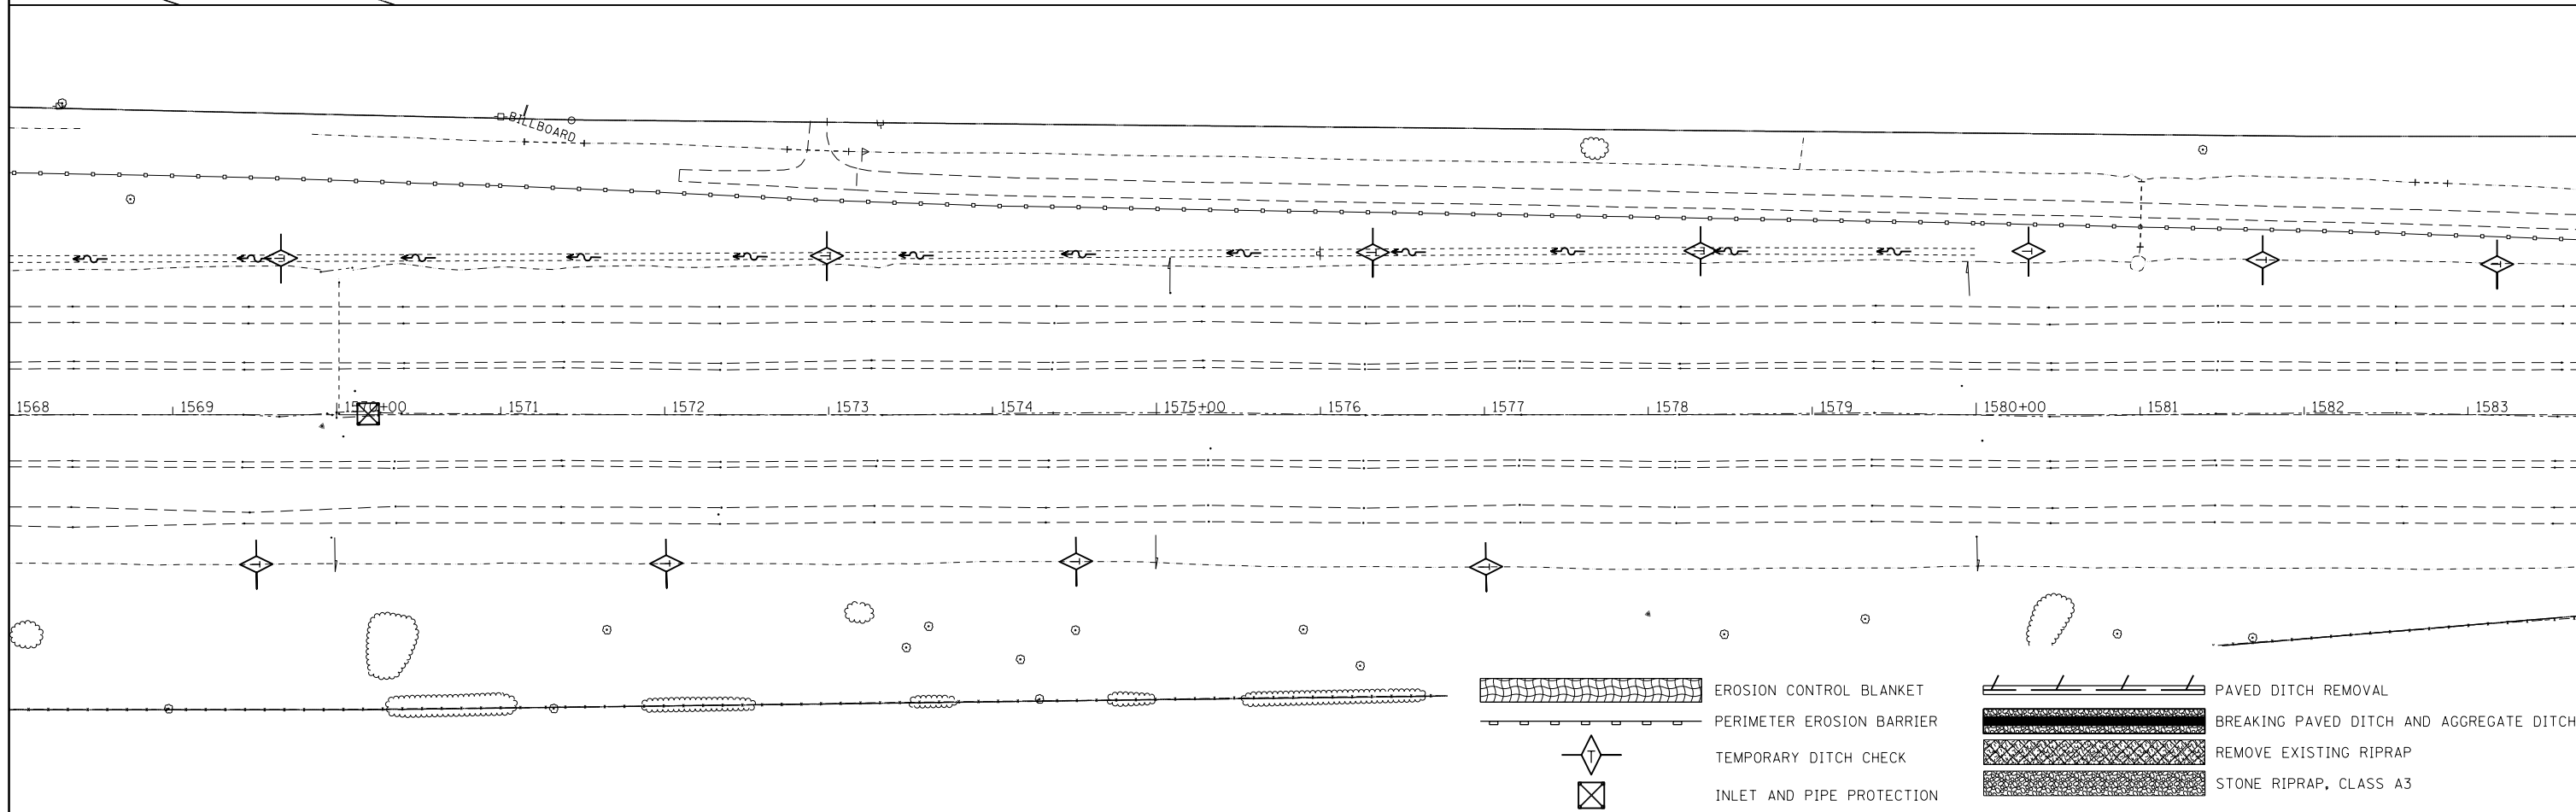 BILLBOARD
1568 1569 1570+00 1571 1572 1573 1574 1575+00 1576 1577 1578 1579 1580+00 1581 1582 1583
T T T T T T T T
T T T T
EROSION CONTROL BLANKET
PERIMETER EROSION BARRIER
T TEMPORARY DITCH CHECK
INLET AND PIPE PROTECTION
PAVED DITCH REMOVAL
BREAKING PAVED DITCH AND AGGREGATE DITCH
REMOVE EXISTING RIPRAP
STONE RIPRAP, CLASS A3